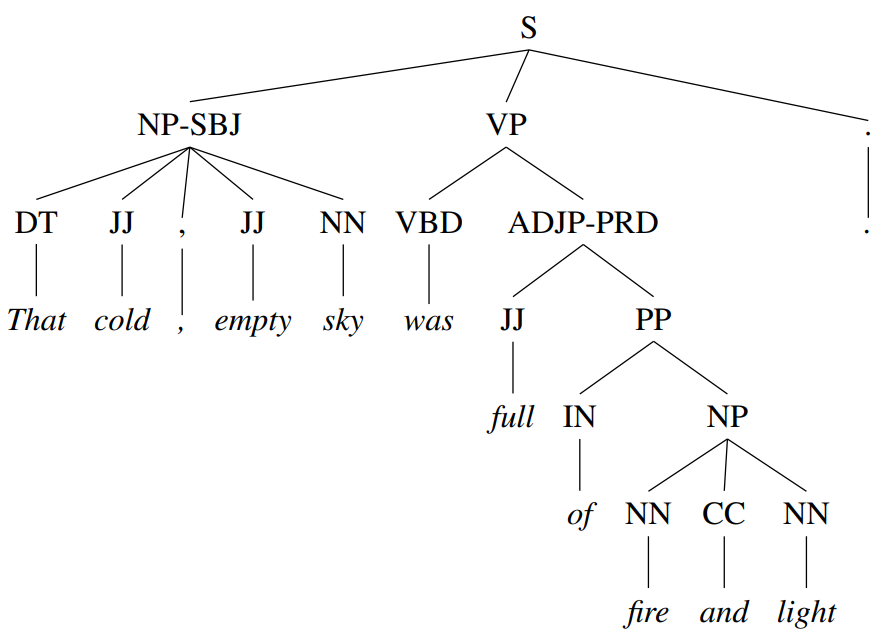 S
NP-SBJ VP .
DT JJ , JJ NN VBD ADJP-PRD .
That cold , empty sky was JJ PP
full IN NP
of NN CC NN
fire and light